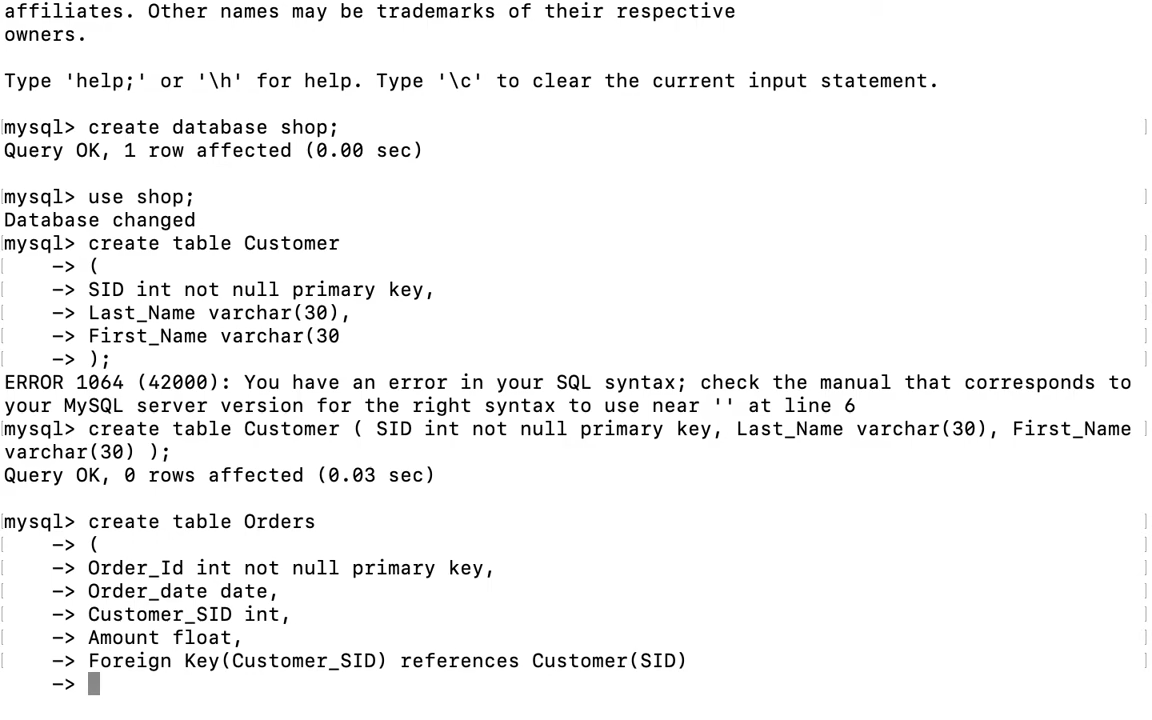 affiliates. Other names may be trademarks of their respective
owners.
Type 'help;' or '\h' for help. Type '\c' to clear the current input statement.
mysql> create database shop;
Query OK, 1 row affected (0.00 sec)
mysql> use shop;
Database changed
mysql> create table Customer
    -> (
    -> SID int not null primary key,
    -> Last_Name varchar(30),
    -> First_Name varchar(30
    -> );
ERROR 1064 (42000): You have an error in your SQL syntax; check the manual that corresponds to
your MySQL server version for the right syntax to use near '' at line 6
mysql> create table Customer ( SID int not null primary key, Last_Name varchar(30), First_Name
varchar(30) );
Query OK, 0 rows affected (0.03 sec)
mysql> create table Orders
    -> (
    -> Order_Id int not null primary key,
    -> Order_date date,
    -> Customer_SID int,
    -> Amount float,
    -> Foreign Key(Customer_SID) references Customer(SID)
    ->